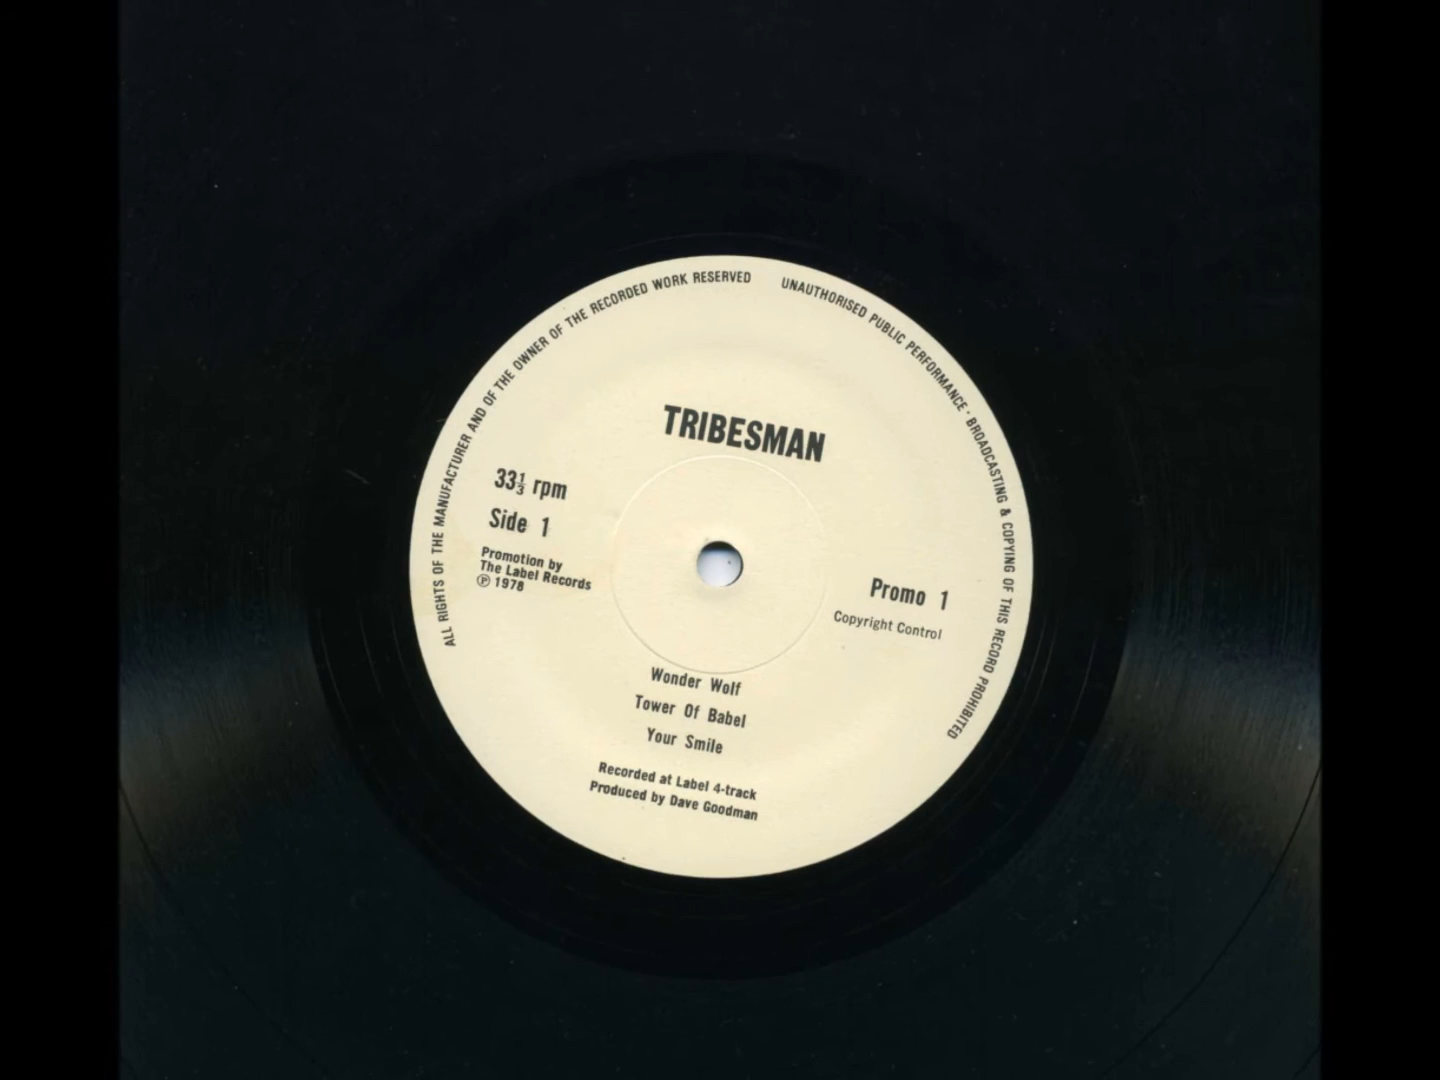 ALL RIGHTS OF THE MANUFACTURER AND OF THE OWNER OF THE RECORDED WORK RESERVED
UNAUTHORISED PUBLIC PERFORMANCE · BROADCASTING & COPYING OF THIS RECORD PROHIBITED
TRIBESMAN
33⅓ rpm
Side 1
Promotion by
The Label Records
℗ 1978
Promo 1
Copyright Control
Wonder Wolf
Tower Of Babel
Your Smile
Recorded at Label 4-track
Produced by Dave Goodman